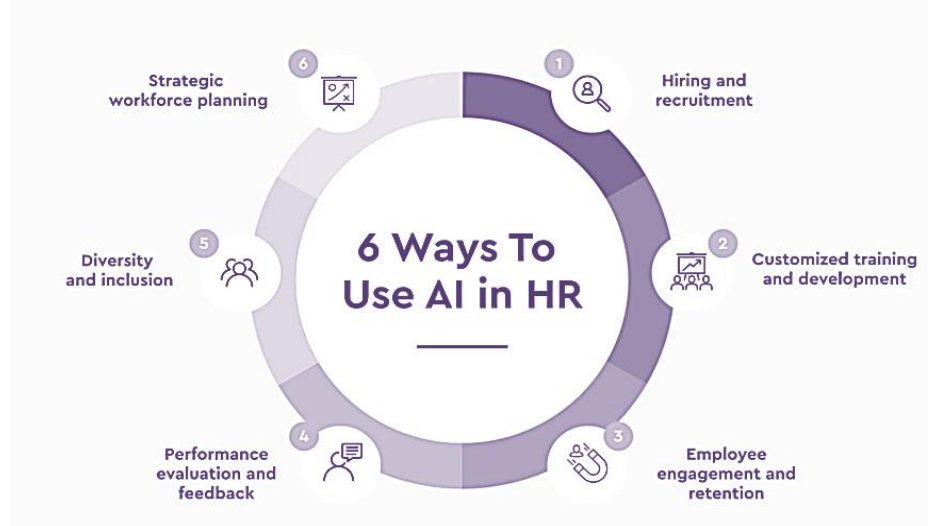 6 Ways To
Use AI in HR
1
Hiring and
recruitment
2
Customized training
and development
3
Employee
engagement and
retention
4
Performance
evaluation and
feedback
5
Diversity
and inclusion
6
Strategic
workforce planning